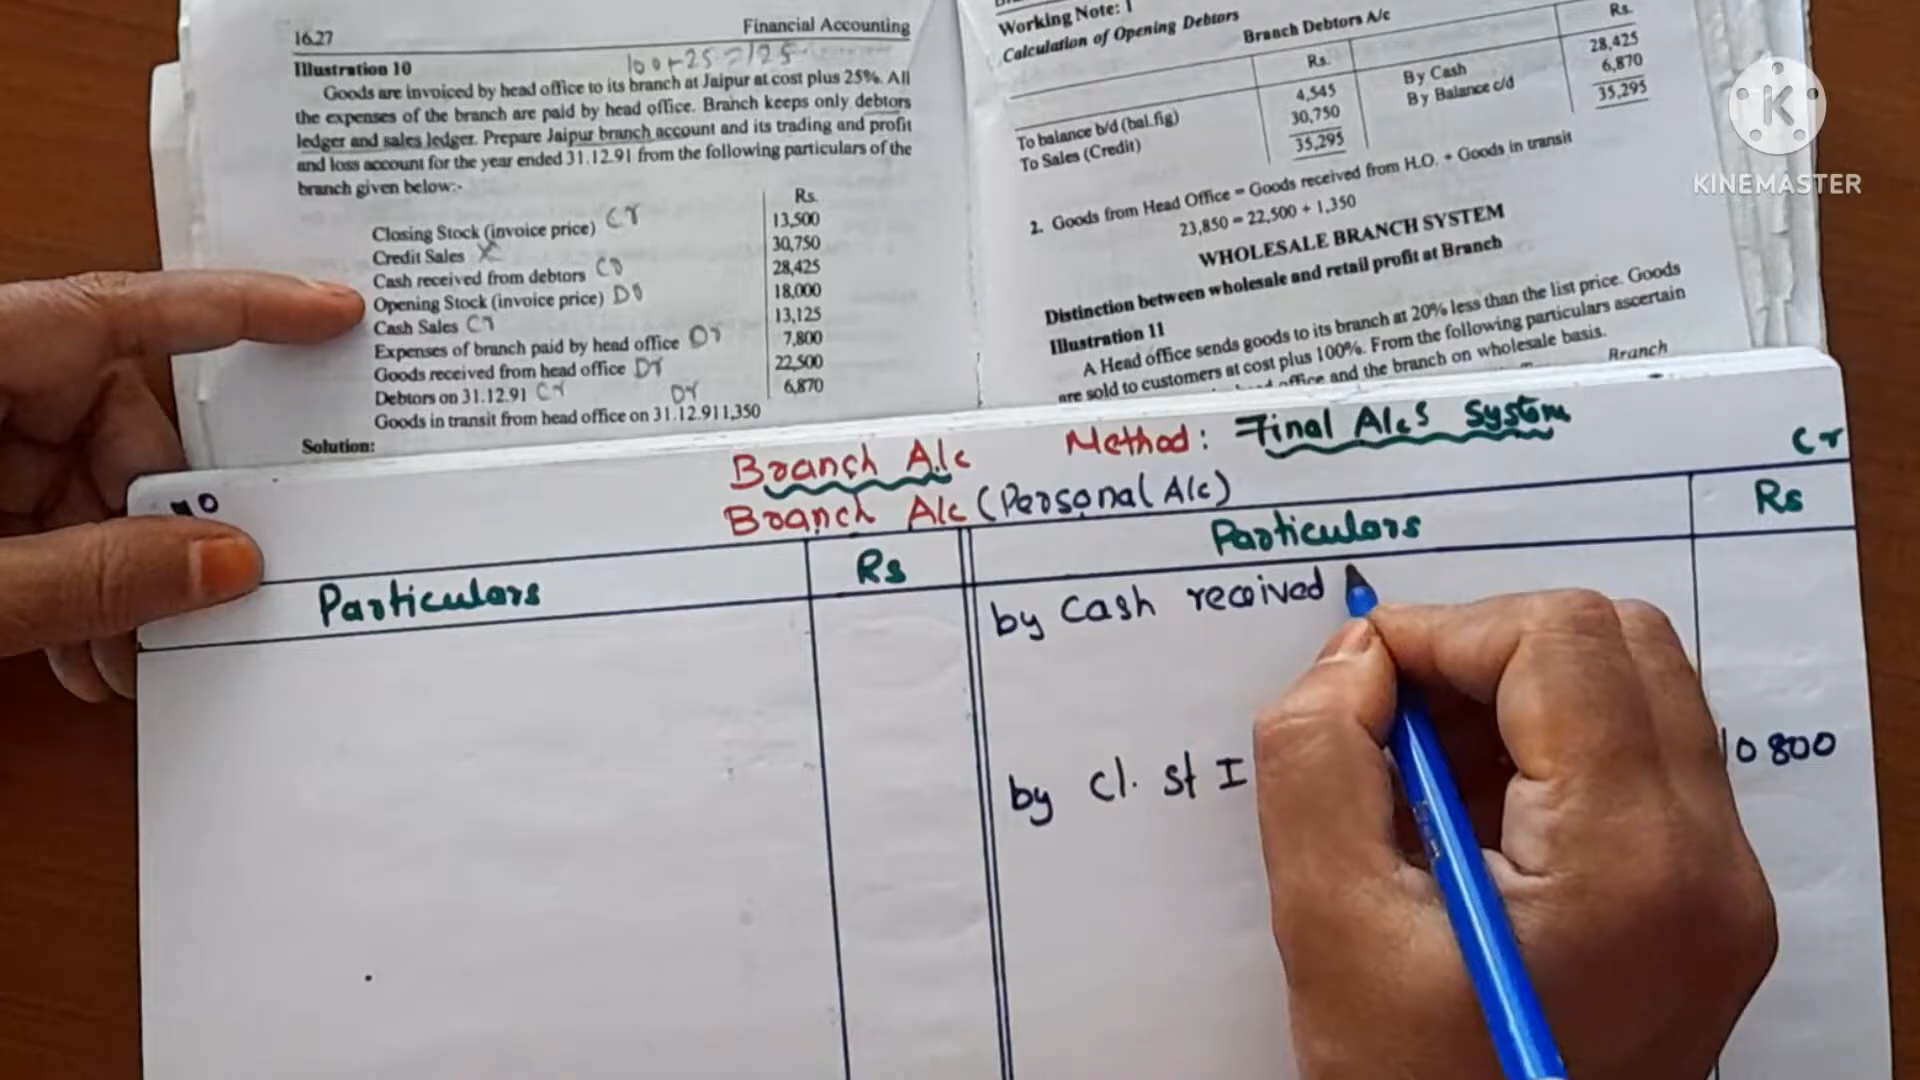 16.27
Financial Accounting
100+25=125
Illustration 10
Goods are invoiced by head office to its branch at Jaipur at cost plus 25%. All
the expenses of the branch are paid by head office. Branch keeps only debtors
ledger and sales ledger. Prepare Jaipur branch account and its trading and profit
and loss account for the year ended 31.12.91 from the following particulars of the
branch given below:-
Rs.
Closing Stock (invoice price) Cr 13,500
Credit Sales X 30,750
Cash received from debtors Cr 28,425
Opening Stock (invoice price) Dr 18,000
Cash Sales Cr 13,125
Expenses of branch paid by head office Dr 7,800
Goods received from head office Dr 22,500
Debtors on 31.12.91 Cr 6,870
Dr
Goods in transit from head office on 31.12.911,350
Solution:
Working Note: 1
Calculation of Opening Debtors
Branch Debtors A/c
Rs. Rs.
To balance b/d (bal.fig) 4,545 By Cash 28,425
To Sales (Credit) 30,750 By Balance c/d 6,870
35,295 35,295
2. Goods from Head Office = Goods received from H.O. + Goods in transit
23,850 = 22,500 + 1,350
WHOLESALE BRANCH SYSTEM
Distinction between wholesale and retail profit at Branch
Illustration 11
A Head office sends goods to its branch at 20% less than the list price. Goods
are sold to customers at cost plus 100%. From the following particulars ascertain
office and the branch on wholesale basis.
Branch
KINEMASTER
Branch A/c Method: Final A/cs System
Branch A/c (Personal A/c) Cr
Particulars Rs Particulars Rs
by Cash received
by Cl. st I 10 800